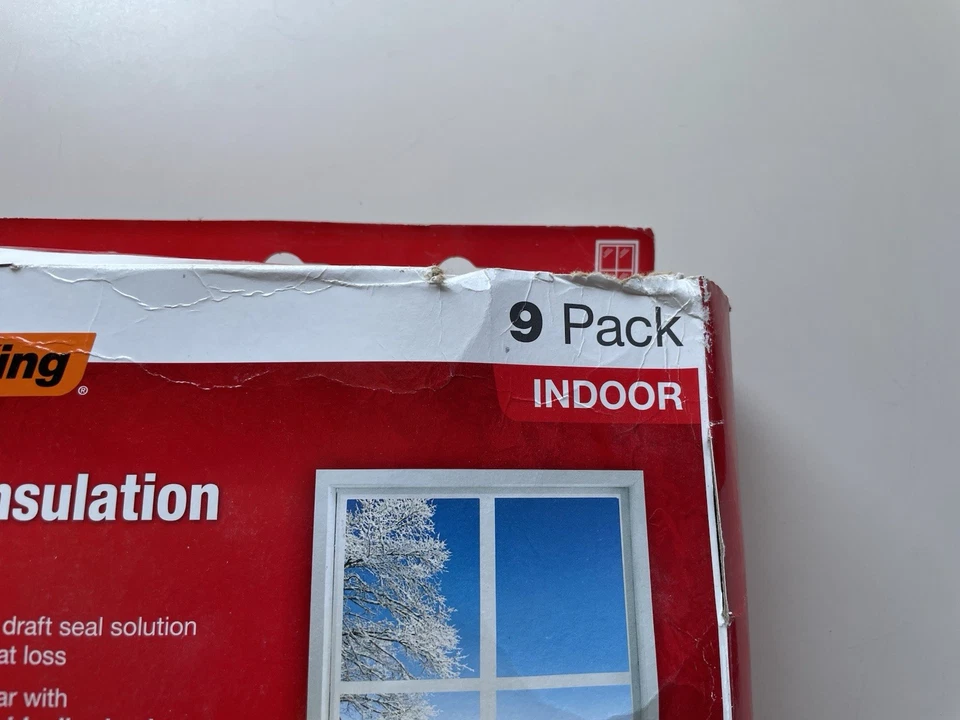 9 Pack
INDOOR
ing®
nsulation
draft seal solution
at loss
ar with